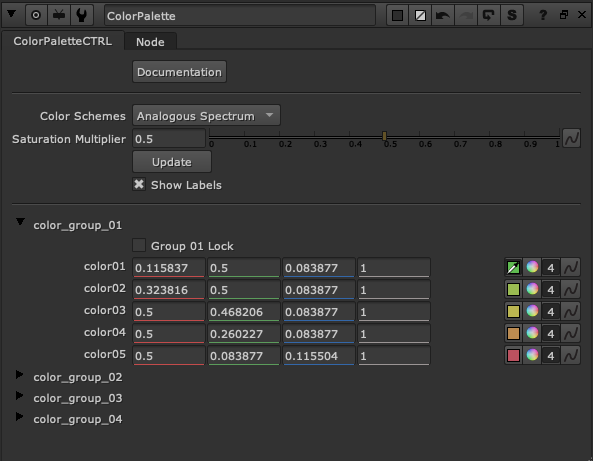 ColorPalette S ?
ColorPaletteCTRL Node
Documentation
Color Schemes Analogous Spectrum
Saturation Multiplier 0.5 0 0.1 0.2 0.3 0.4 0.5 0.6 0.7 0.8 0.9 1
Update
Show Labels
color_group_01
Group 01 Lock
color01 0.115837 0.5 0.083877 1 4
color02 0.323816 0.5 0.083877 1 4
color03 0.5 0.468206 0.083877 1 4
color04 0.5 0.260227 0.083877 1 4
color05 0.5 0.083877 0.115504 1 4
color_group_02
color_group_03
color_group_04